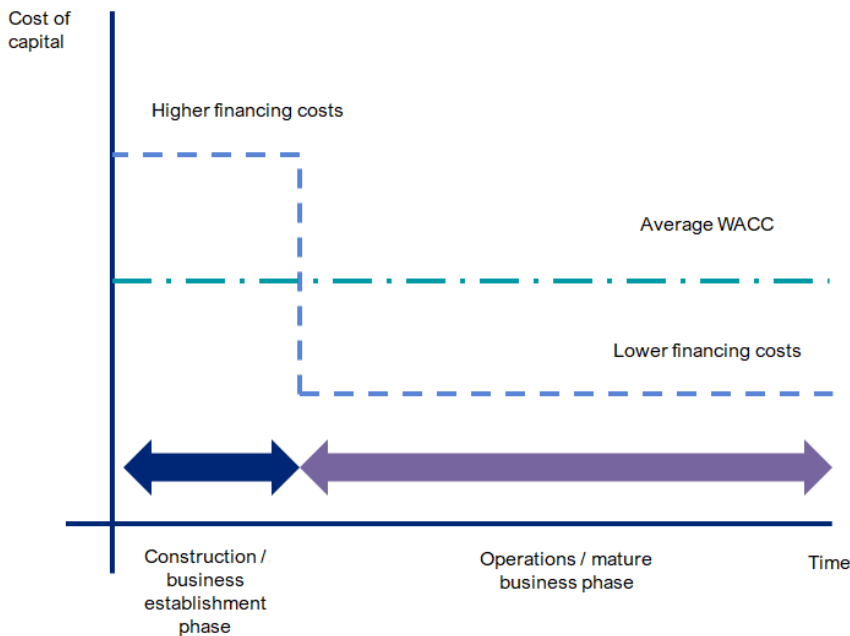 Cost of
capital
Higher financing costs
Average WACC
Lower financing costs
Construction /
business
establishment
phase
Operations / mature
business phase
Time